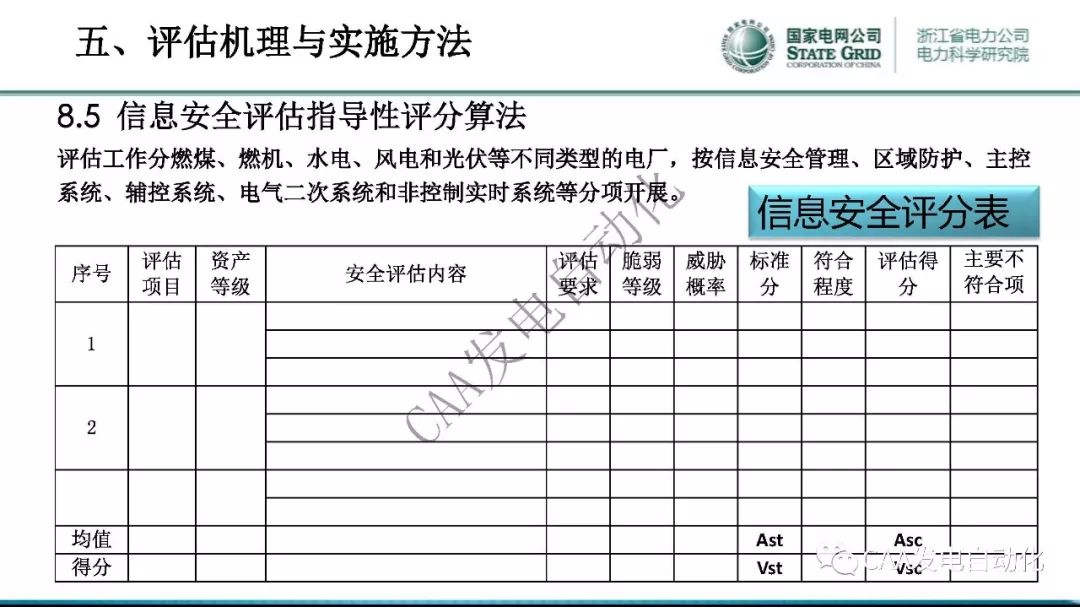 五、评估机理与实施方法
国家电网公司
STATE GRID
CORPORATION OF CHINA
浙江省电力公司
电力科学研究院
8.5 信息安全评估指导性评分算法
评估工作分燃煤、燃机、水电、风电和光伏等不同类型的电厂，按信息安全管理、区域防护、主控
系统、辅控系统、电气二次系统和非控制实时系统等分项开展。
信息安全评分表
序号 评估项目 资产等级 安全评估内容 评估要求 脆弱等级 威胁概率 标准分 符合程度 评估得分 主要不符合项
1
2
均值 Ast Asc
得分 Vst Vsc
CAA发电自动化
CAA发电自动化